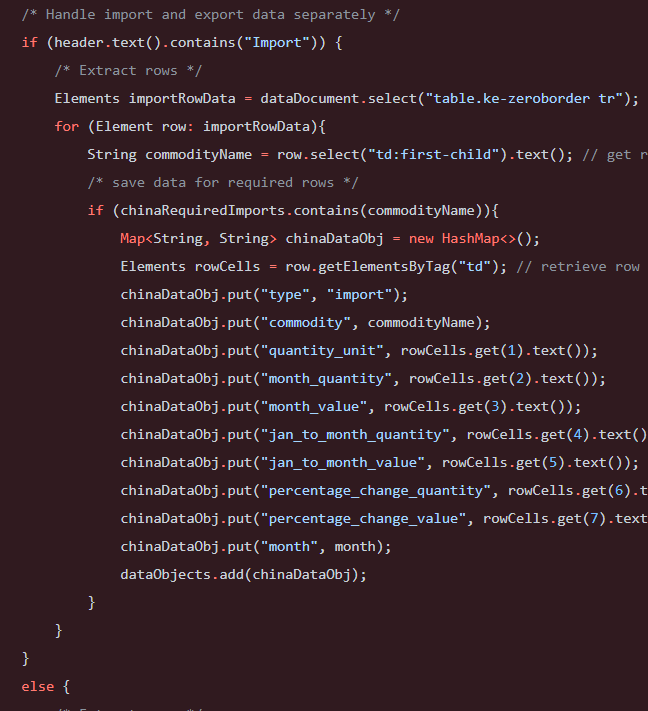 /* Handle import and export data separately */
if (header.text().contains("Import")) {
/* Extract rows */
Elements importRowData = dataDocument.select("table.ke-zeroborder tr");
for (Element row: importRowData){
String commodityName = row.select("td:first-child").text(); // get r
/* save data for required rows */
if (chinaRequiredImports.contains(commodityName)){
Map<String, String> chinaDataObj = new HashMap<>();
Elements rowCells = row.getElementsByTag("td"); // retrieve row
chinaDataObj.put("type", "import");
chinaDataObj.put("commodity", commodityName);
chinaDataObj.put("quantity_unit", rowCells.get(1).text());
chinaDataObj.put("month_quantity", rowCells.get(2).text());
chinaDataObj.put("month_value", rowCells.get(3).text());
chinaDataObj.put("jan_to_month_quantity", rowCells.get(4).text()
chinaDataObj.put("jan_to_month_value", rowCells.get(5).text());
chinaDataObj.put("percentage_change_quantity", rowCells.get(6).t
chinaDataObj.put("percentage_change_value", rowCells.get(7).text
chinaDataObj.put("month", month);
dataObjects.add(chinaDataObj);
}
}
}
else {